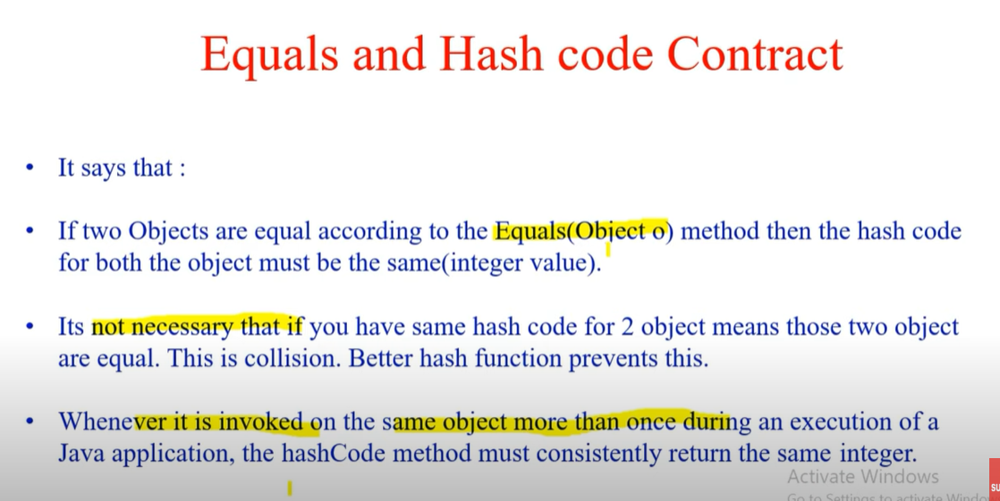 Equals and Hash code Contract
• It says that :
• If two Objects are equal according to the Equals(Object o) method then the hash code
for both the object must be the same(integer value).
• Its not necessary that if you have same hash code for 2 object means those two object
are equal. This is collision. Better hash function prevents this.
• Whenever it is invoked on the same object more than once during an execution of a
Java application, the hashCode method must consistently return the same integer.
Activate Windows
Go to Settings to activate Windo
SU